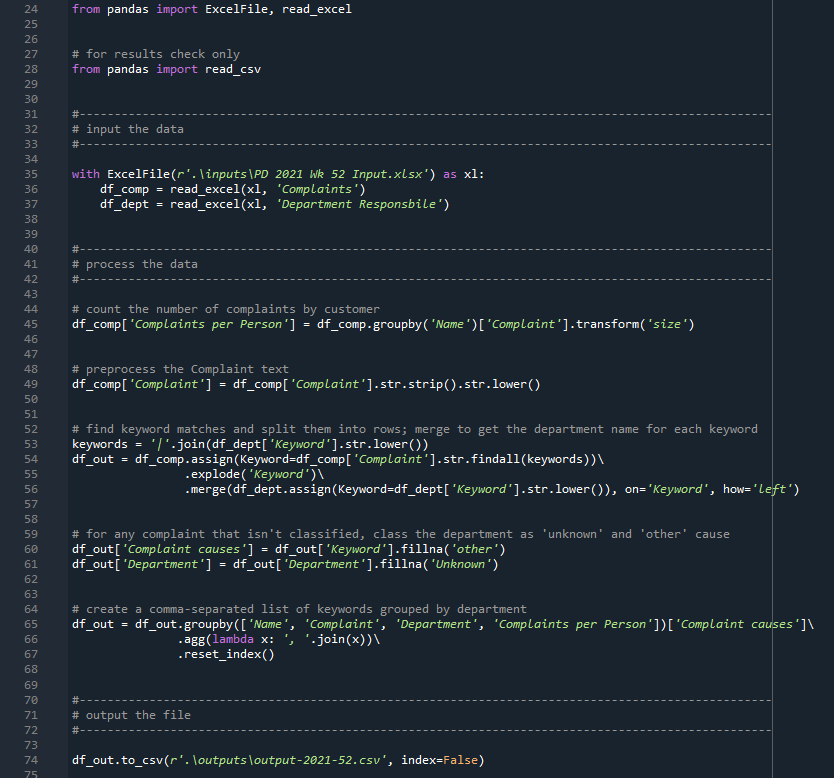 24 from pandas import ExcelFile, read_excel
25
26
27 # for results check only
28 from pandas import read_csv
29
30
31 #---------------------------------------------------------------------------------------------------
32 # input the data
33 #---------------------------------------------------------------------------------------------------
34
35 with ExcelFile(r'.\inputs\PD 2021 Wk 52 Input.xlsx') as xl:
36     df_comp = read_excel(xl, 'Complaints')
37     df_dept = read_excel(xl, 'Department Responsbile')
38
39
40 #---------------------------------------------------------------------------------------------------
41 # process the data
42 #---------------------------------------------------------------------------------------------------
43
44 # count the number of complaints by customer
45 df_comp['Complaints per Person'] = df_comp.groupby('Name')['Complaint'].transform('size')
46
47
48 # preprocess the Complaint text
49 df_comp['Complaint'] = df_comp['Complaint'].str.strip().str.lower()
50
51
52 # find keyword matches and split them into rows; merge to get the department name for each keyword
53 keywords = '|'.join(df_dept['Keyword'].str.lower())
54 df_out = df_comp.assign(Keyword=df_comp['Complaint'].str.findall(keywords))\
55                 .explode('Keyword')\
56                 .merge(df_dept.assign(Keyword=df_dept['Keyword'].str.lower()), on='Keyword', how='left')
57
58
59 # for any complaint that isn't classified, class the department as 'unknown' and 'other' cause
60 df_out['Complaint causes'] = df_out['Keyword'].fillna('other')
61 df_out['Department'] = df_out['Department'].fillna('Unknown')
62
63
64 # create a comma-separated list of keywords grouped by department
65 df_out = df_out.groupby(['Name', 'Complaint', 'Department', 'Complaints per Person'])['Complaint causes']\
66                .agg(lambda x: ', '.join(x))\
67                .reset_index()
68
69
70 #---------------------------------------------------------------------------------------------------
71 # output the file
72 #---------------------------------------------------------------------------------------------------
73
74 df_out.to_csv(r'.\outputs\output-2021-52.csv', index=False)
75